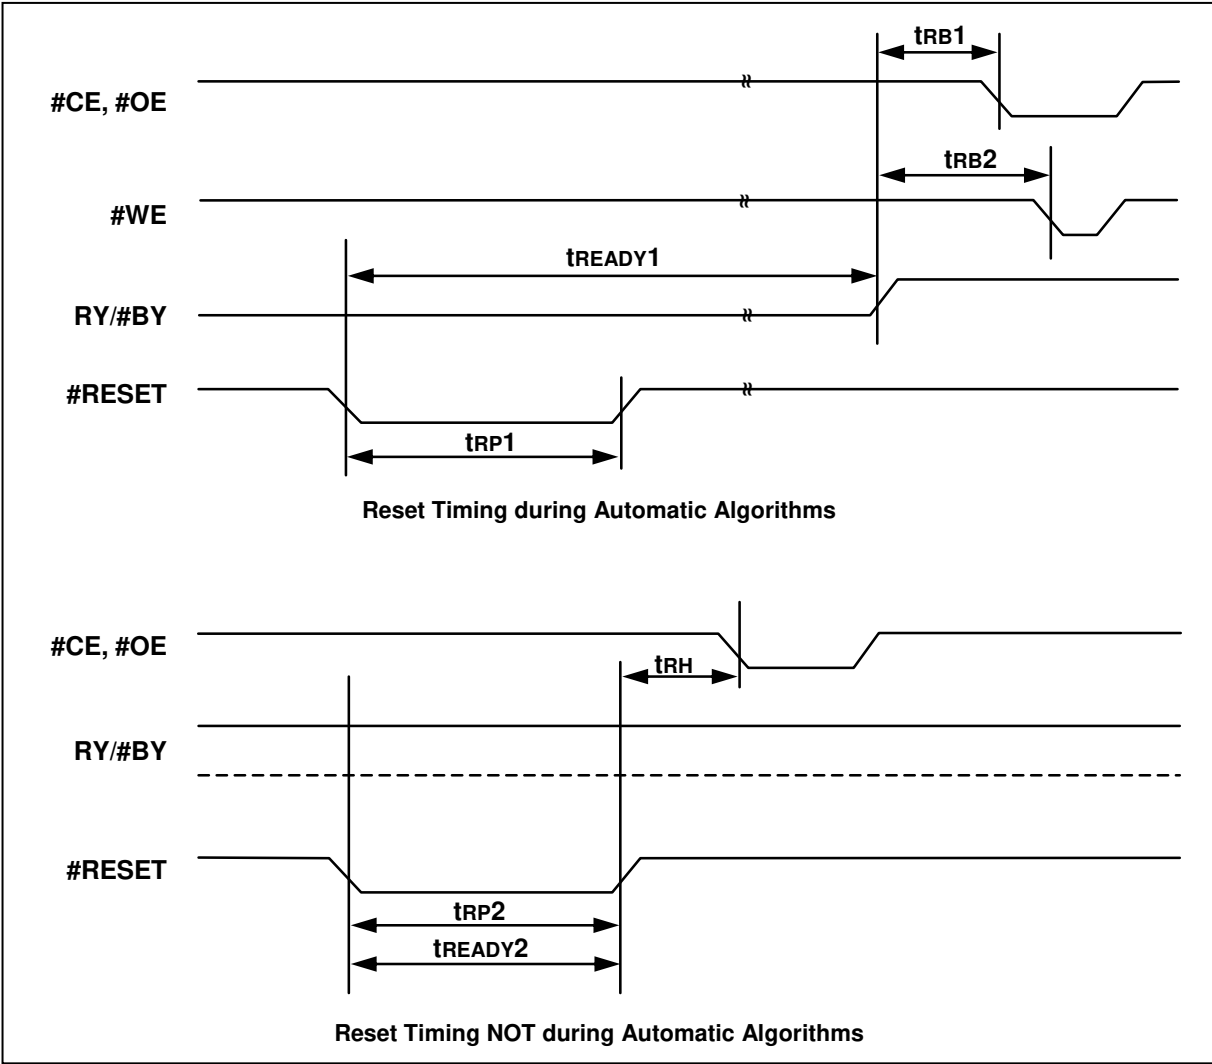 tRB1
#CE, #OE
tRB2
#WE
tREADY1
RY/#BY
#RESET
tRP1
Reset Timing during Automatic Algorithms
#CE, #OE
tRH
RY/#BY
#RESET
tRP2
tREADY2
Reset Timing NOT during Automatic Algorithms